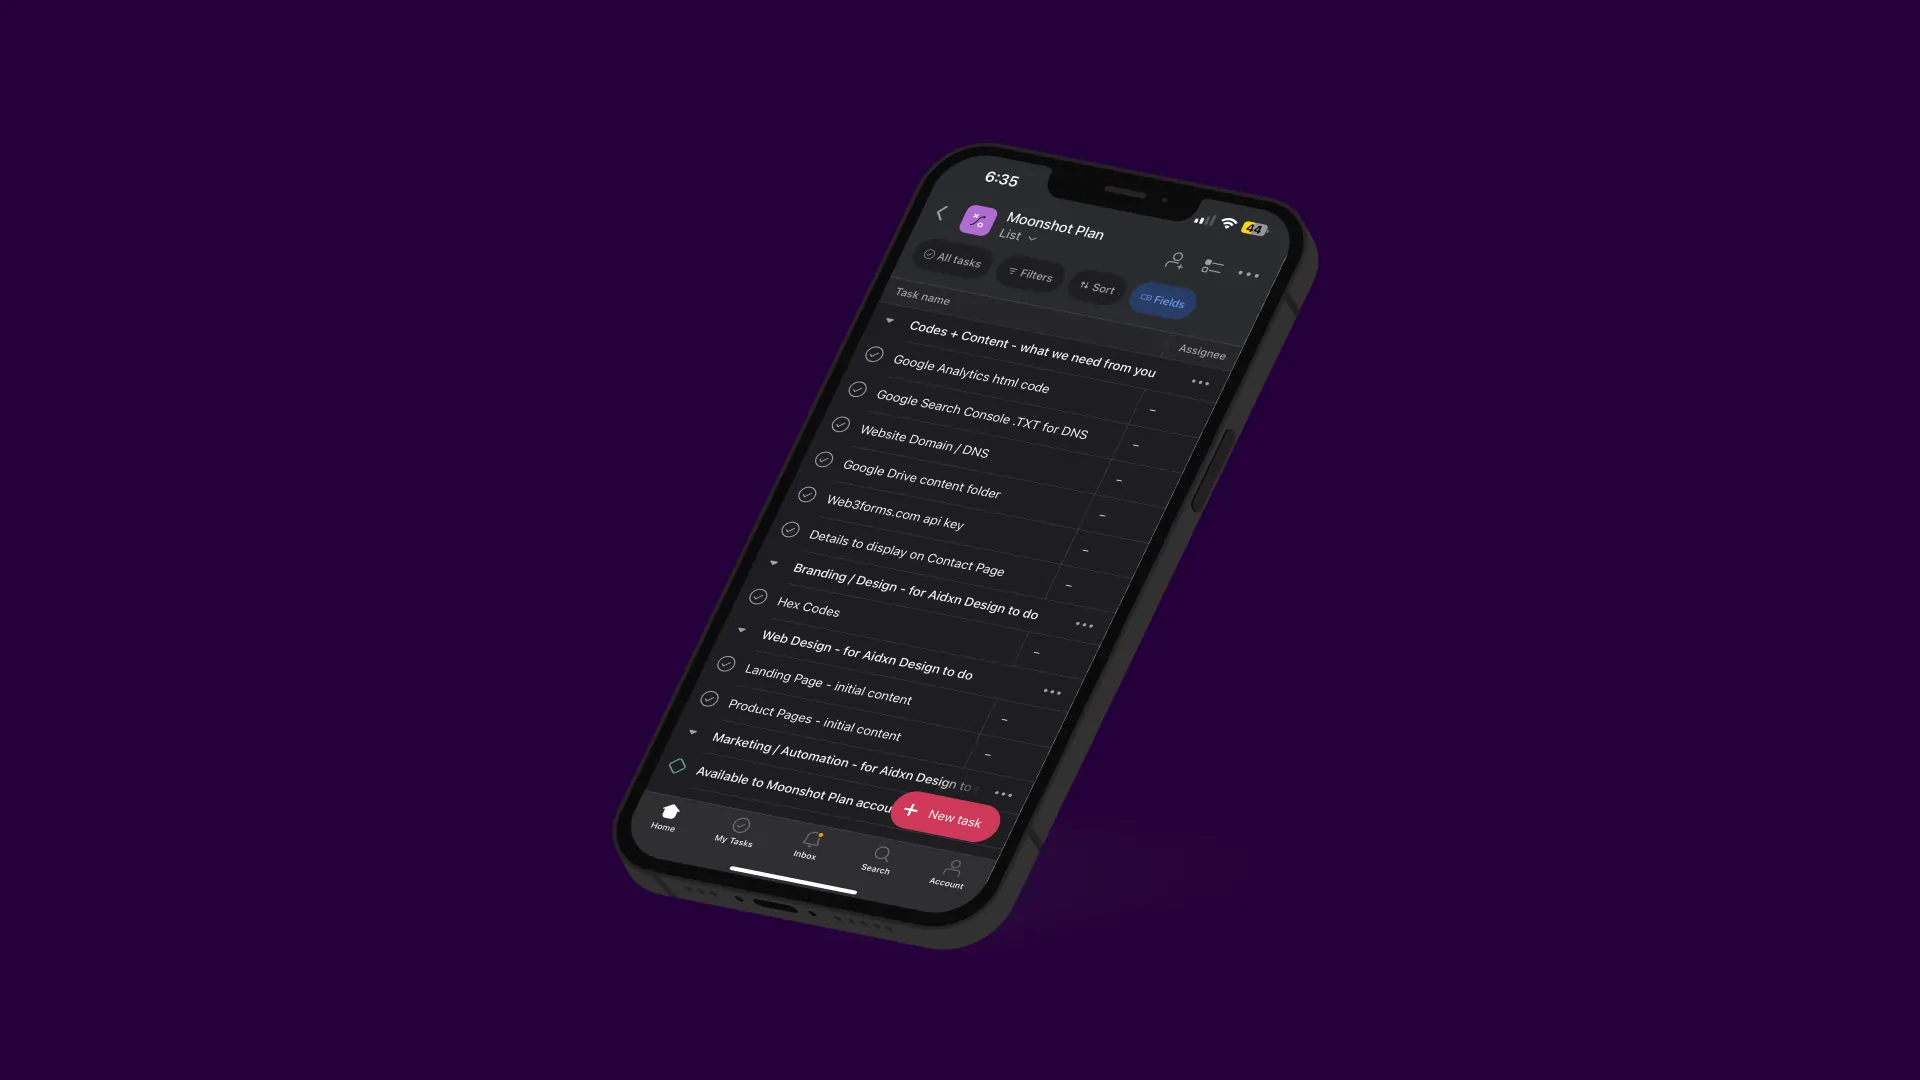 6:35
44
Moonshot Plan
List
All tasks
Filters
Sort
Fields
Task name
Assignee
Codes + Content - what we need from you
Google Analytics html code
–
Google Search Console .TXT for DNS
–
Website Domain / DNS
–
Google Drive content folder
–
Web3forms.com api key
–
Details to display on Contact Page
–
Branding / Design - for Aidxn Design to do
Hex Codes
–
Web Design - for Aidxn Design to do
Landing Page - initial content
–
Product Pages - initial content
–
Marketing / Automation - for Aidxn Design to
Available to Moonshot Plan accou
+ New task
Home
My Tasks
Inbox
Search
Account